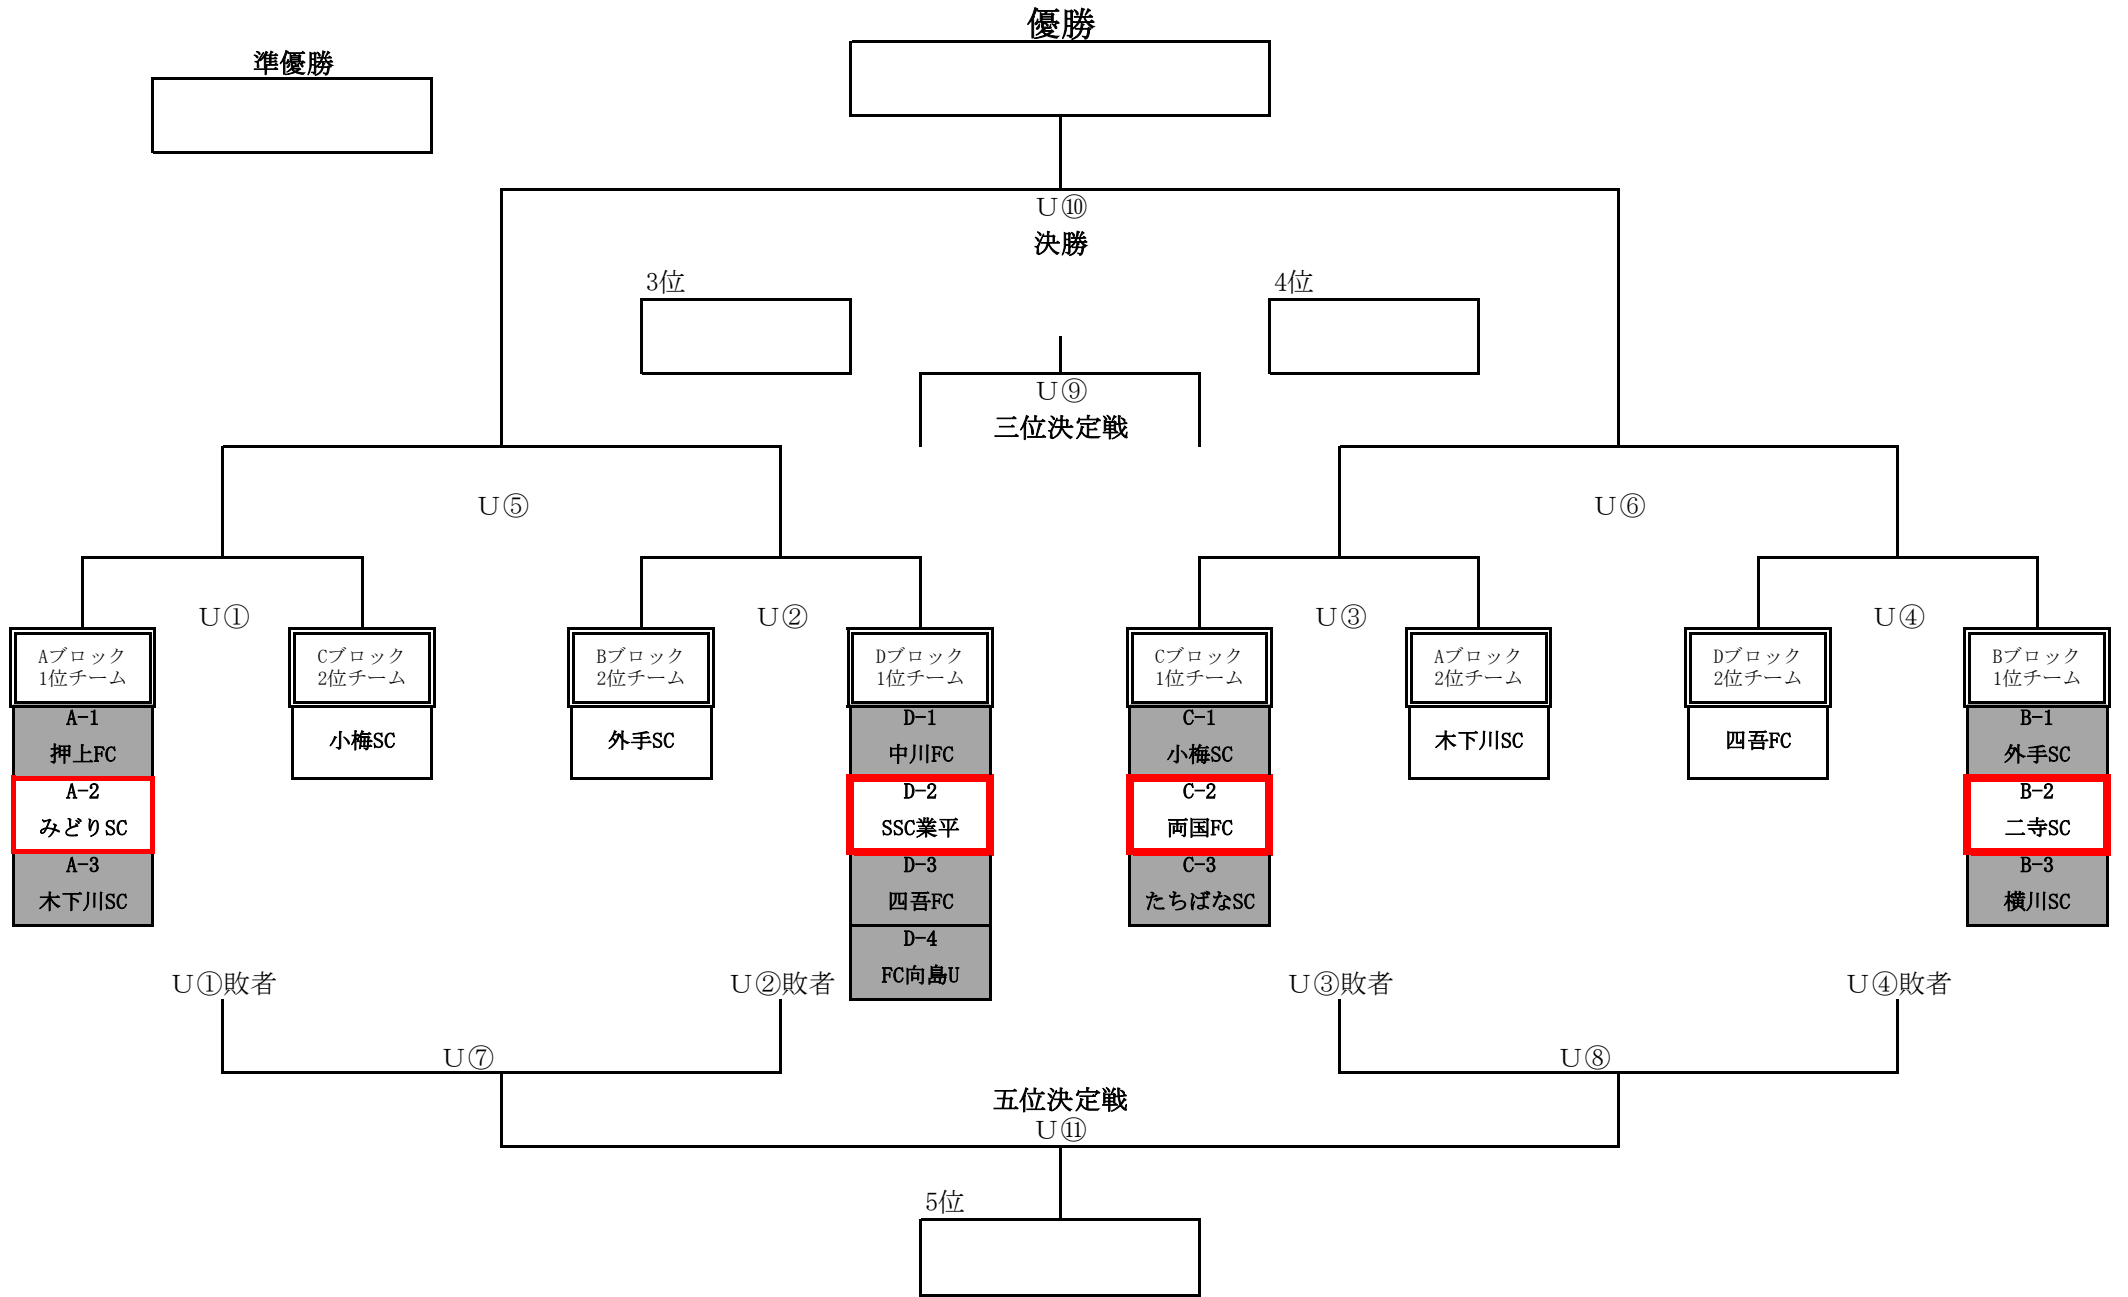 優勝
準優勝
Ｕ⑩
決勝
3位
4位
Ｕ⑨
三位決定戦
Ｕ⑤
Ｕ⑥
Ｕ①
Ｕ②
Ｕ③
Ｕ④
Aブロック
1位チーム
Cブロック
2位チーム
Bブロック
2位チーム
Dブロック
1位チーム
Cブロック
1位チーム
Aブロック
2位チーム
Dブロック
2位チーム
Bブロック
1位チーム
A-1
押上FC
A-2
みどりSC
A-3
木下川SC
小梅SC
外手SC
D-1
中川FC
D-2
SSC業平
D-3
四吾FC
D-4
FC向島U
C-1
小梅SC
C-2
両国FC
C-3
たちばなSC
木下川SC
四吾FC
B-1
外手SC
B-2
二寺SC
B-3
横川SC
Ｕ①敗者
Ｕ②敗者
Ｕ③敗者
Ｕ④敗者
Ｕ⑦
Ｕ⑧
五位決定戦
Ｕ⑪
5位